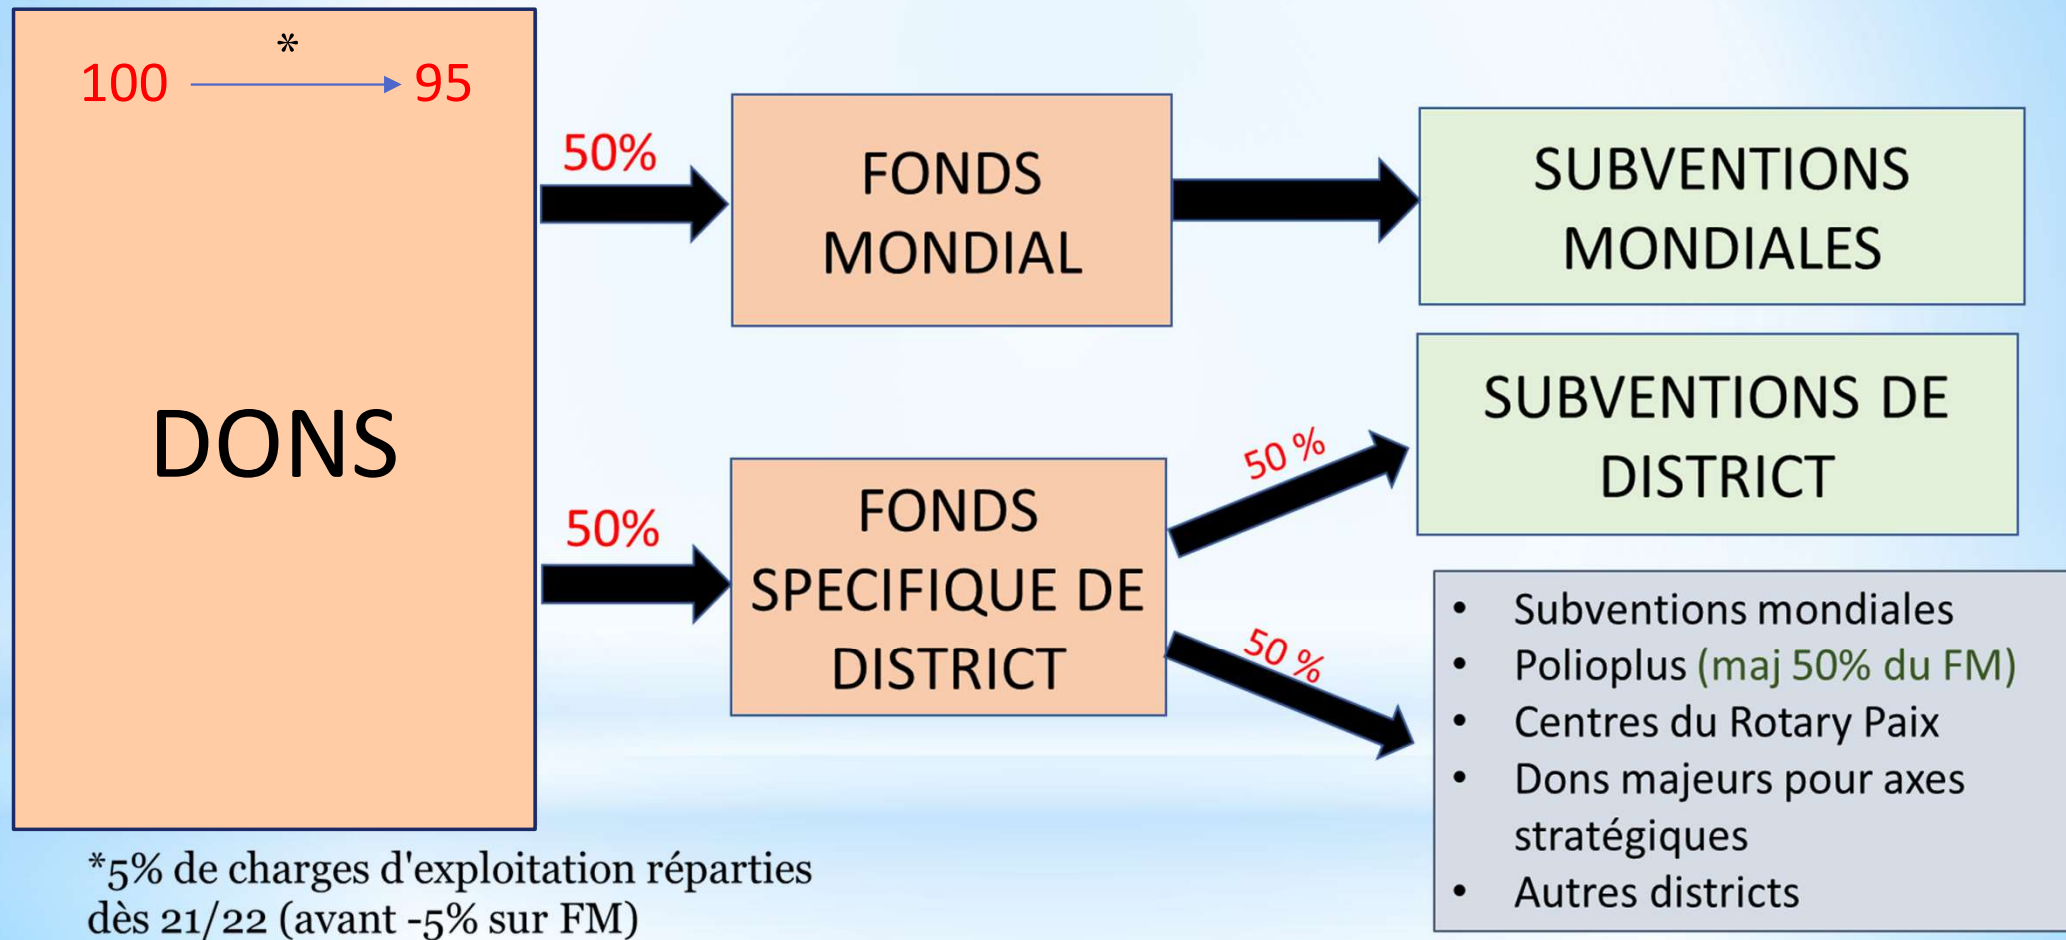 *
100 95
DONS
50%
FONDS
MONDIAL
SUBVENTIONS
MONDIALES
50%
FONDS
SPECIFIQUE DE
DISTRICT
50 %
SUBVENTIONS DE
DISTRICT
50 %
• Subventions mondiales
• Polioplus (maj 50% du FM)
• Centres du Rotary Paix
• Dons majeurs pour axes
stratégiques
• Autres districts
*5% de charges d'exploitation réparties
dès 21/22 (avant -5% sur FM)